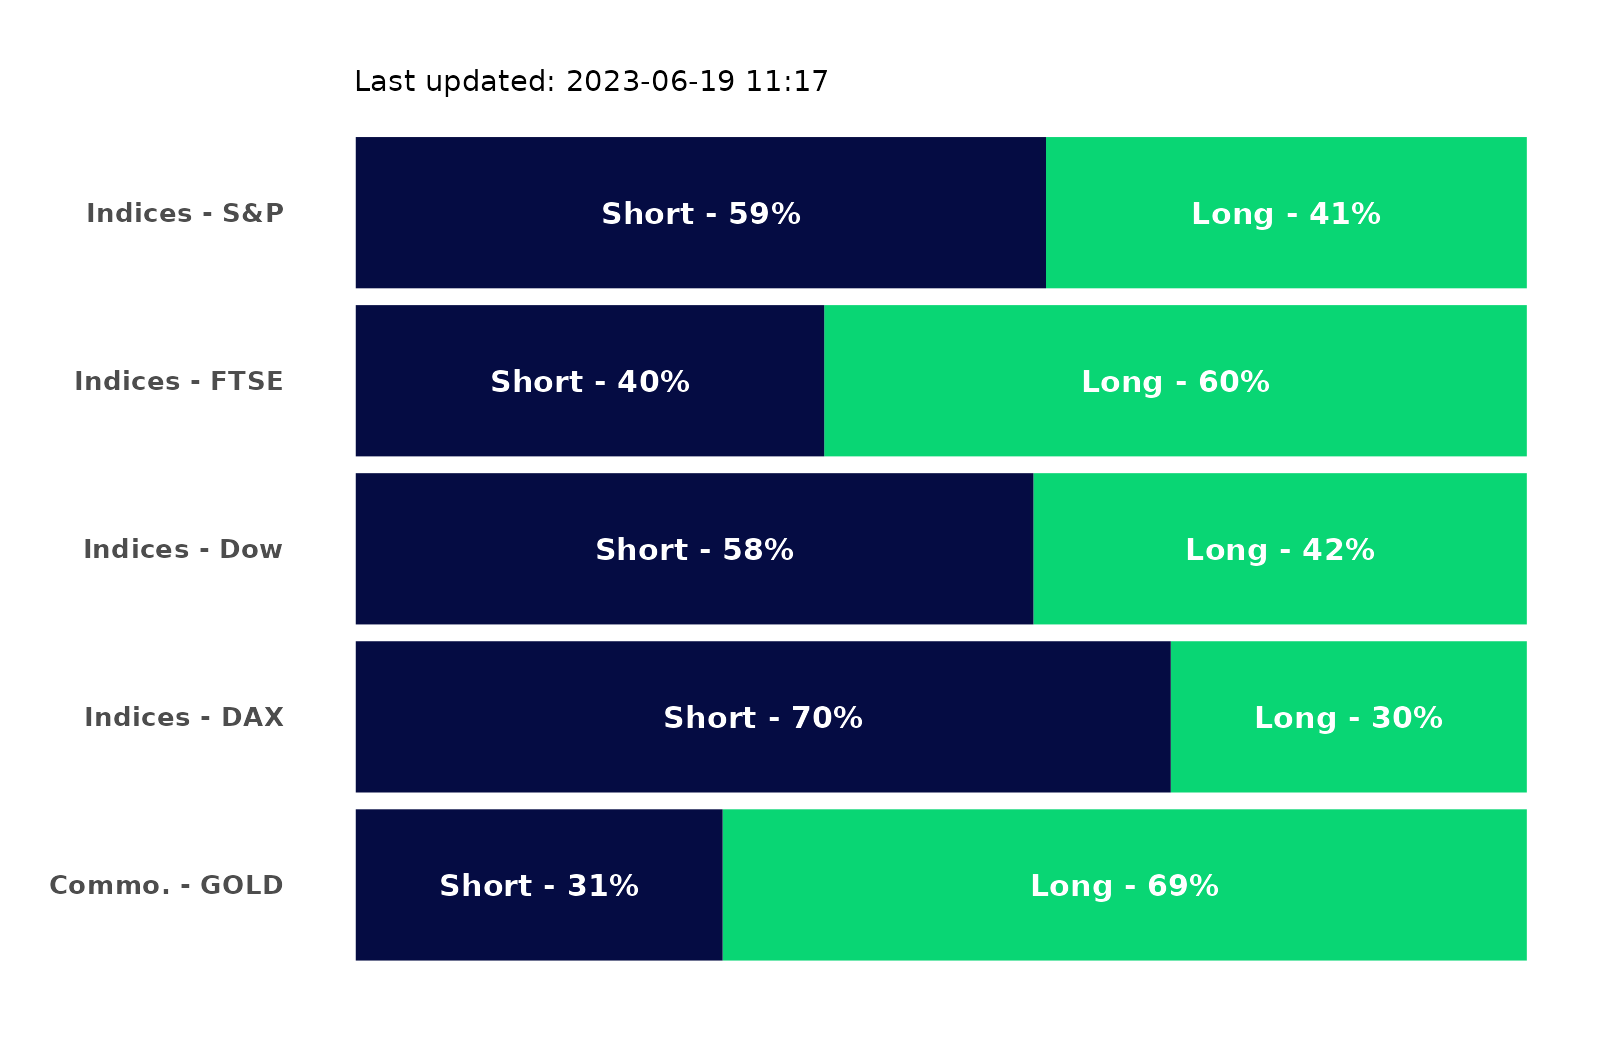 Last updated: 2023-06-19 11:17
Indices - S&P
Short - 59%
Long - 41%
Indices - FTSE
Short - 40%
Long - 60%
Indices - Dow
Short - 58%
Long - 42%
Indices - DAX
Short - 70%
Long - 30%
Commo. - GOLD
Short - 31%
Long - 69%